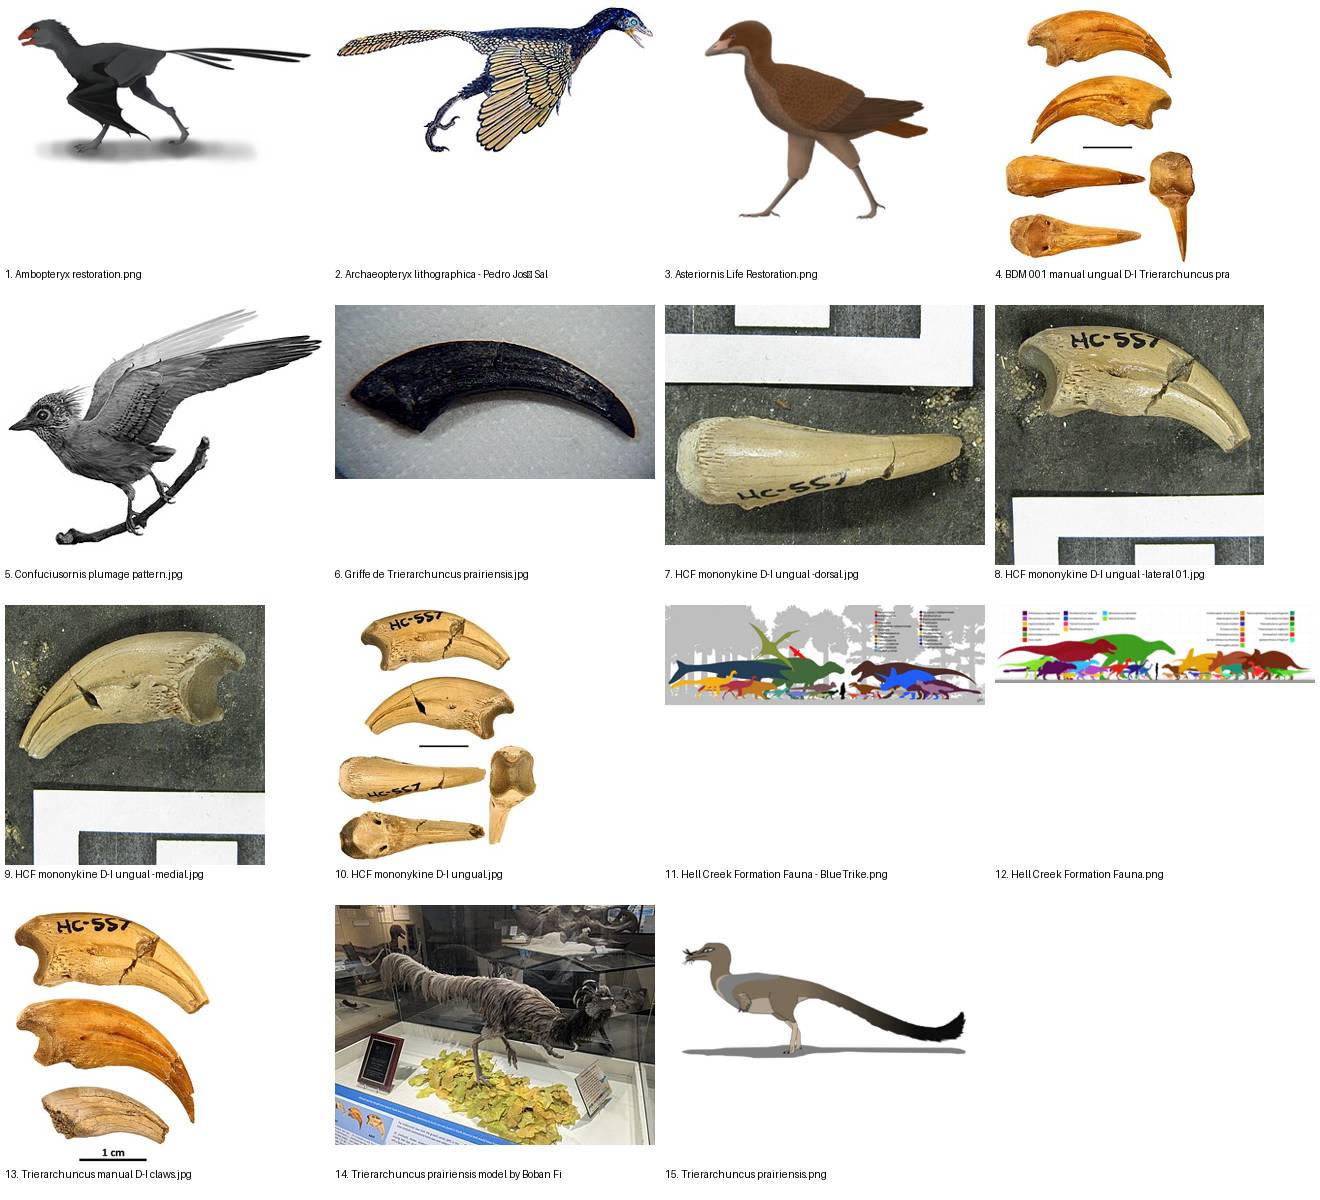 1. Ambopteryx restoration.png
2. Archaeopteryx lithographica - Pedro Jos□ Sal
3. Asteriornis Life Restoration.png
4. BDM 001 manual ungual D-I Trierarchuncus pra
HC-557
HC-557
5. Confuciusornis plumage pattern.jpg
6. Griffe de Trierarchuncus prairiensis.jpg
7. HCF mononykine D-I ungual -dorsal.jpg
8. HCF mononykine D-I ungual -lateral 01.jpg
HC-557
HC-557
9. HCF mononykine D-I ungual -medial.jpg
10. HCF mononykine D-I ungual.jpg
11. Hell Creek Formation Fauna - BlueTrike.png
12. Hell Creek Formation Fauna.png
HC-557
1 cm
13. Trierarchuncus manual D-I claws.jpg
14. Trierarchuncus prairiensis model by Boban Fi
15. Trierarchuncus prairiensis.png